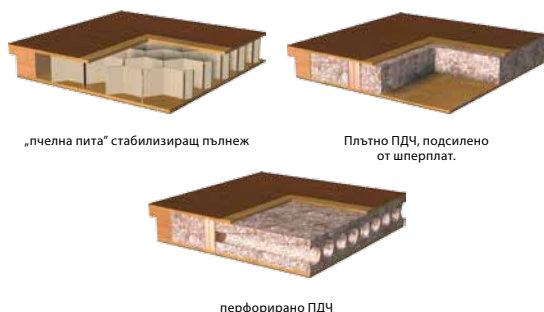 „пчелна пита“ стабилизиращ пълнеж
Плътно ПДЧ, подсилено
от шперплат.
перфорирано ПДЧ